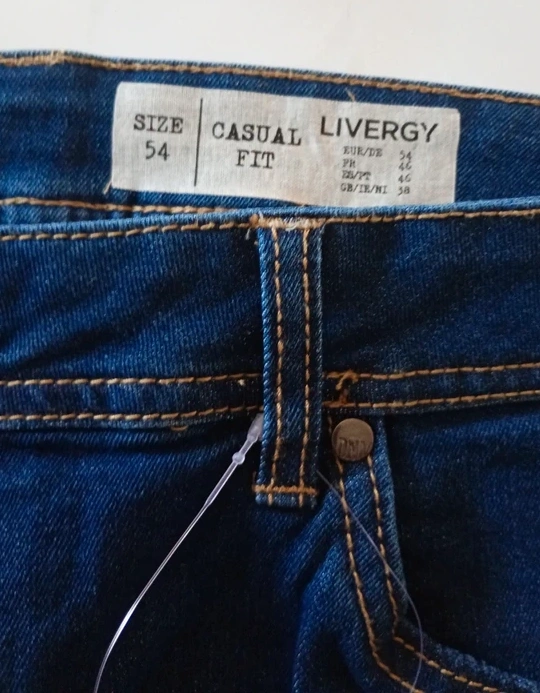 SIZE
54
CASUAL
FIT
LIVERGY
EUR/DE 54
FR 46
ES/PT 46
GB/IE/NI 38